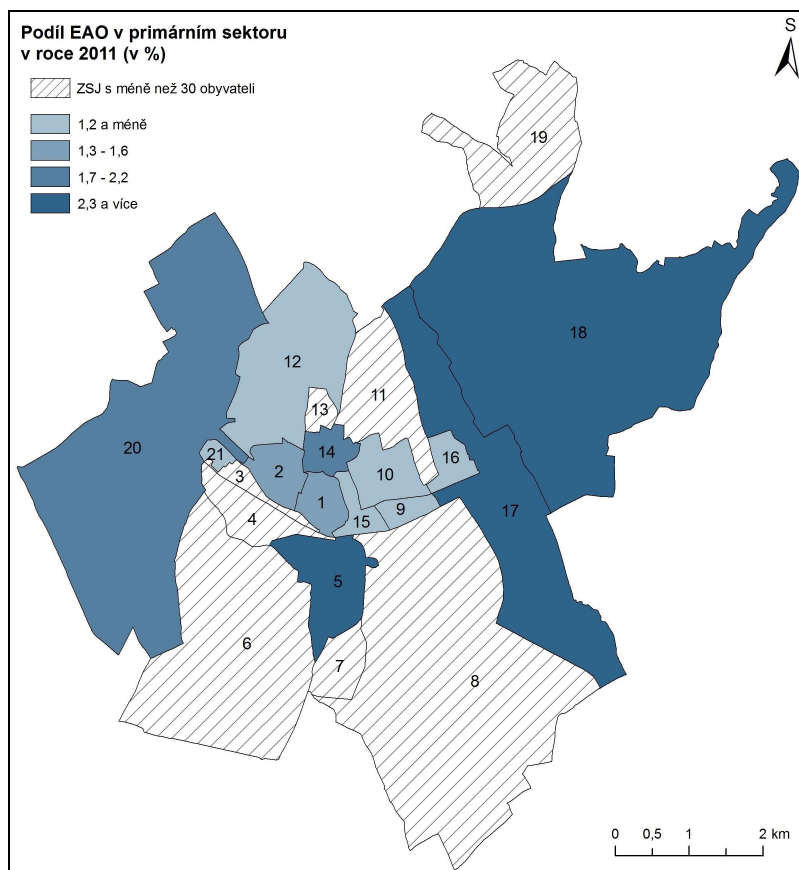 Podíl EAO v primárním sektoru
v roce 2011 (v %)
S
ZSJ s méně než 30 obyvateli
1,2 a méně
1,3 - 1,6
1,7 - 2,2
2,3 a více
19
18
12
11
13
20
14
21
2
3
10
16
1
15
9
17
4
5
6
7
8
0 0,5 1 2 km